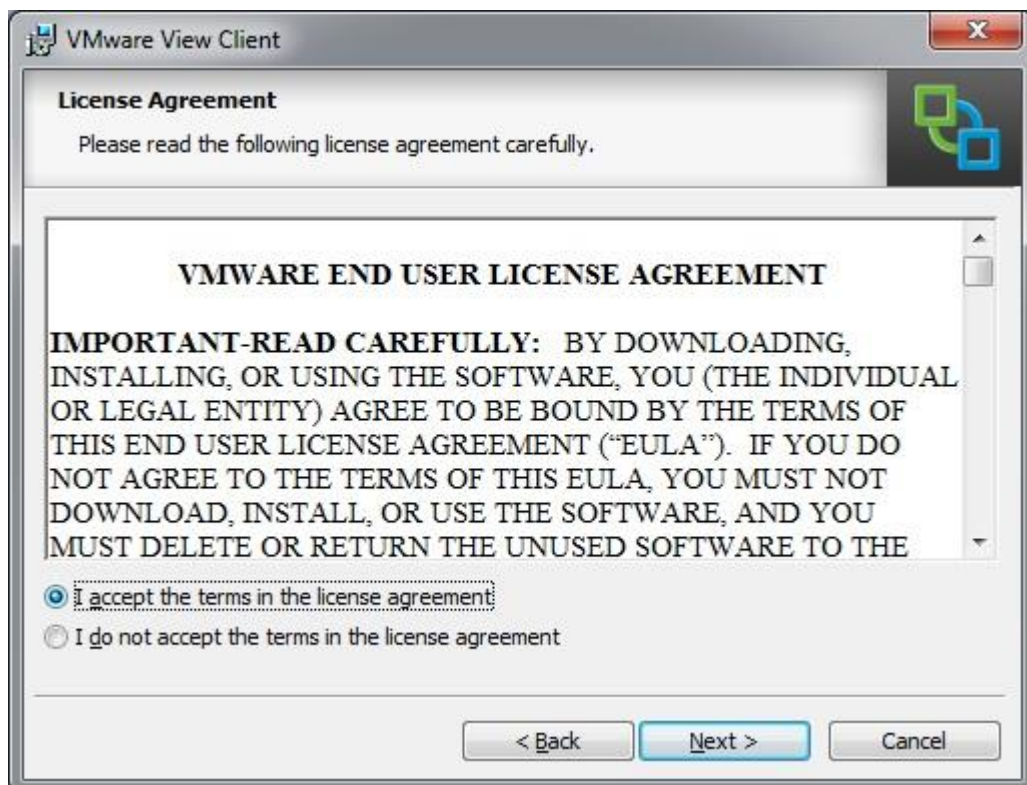 VMware View Client
License Agreement
Please read the following license agreement carefully.
VMWARE END USER LICENSE AGREEMENT
IMPORTANT-READ CAREFULLY: BY DOWNLOADING,
INSTALLING, OR USING THE SOFTWARE, YOU (THE INDIVIDUAL
OR LEGAL ENTITY) AGREE TO BE BOUND BY THE TERMS OF
THIS END USER LICENSE AGREEMENT (“EULA”). IF YOU DO
NOT AGREE TO THE TERMS OF THIS EULA, YOU MUST NOT
DOWNLOAD, INSTALL, OR USE THE SOFTWARE, AND YOU
MUST DELETE OR RETURN THE UNUSED SOFTWARE TO THE
I accept the terms in the license agreement
I do not accept the terms in the license agreement
< Back Next > Cancel